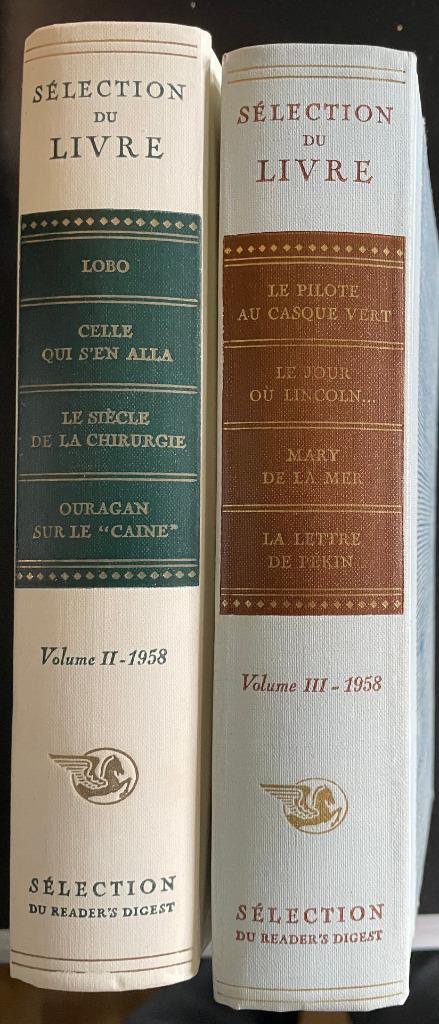 SÉLECTION
DU
LIVRE
LOBO
CELLE
QUI S'EN ALLA
LE SIÈCLE
DE LA CHIRURGIE
OURAGAN
SUR LE "CAINE"
Volume II-1958
SÉLECTION
DU READER'S DIGEST
SÉLECTION
DU
LIVRE
LE PILOTE
AU CASQUE VERT
LE JOUR
OÙ LINCOLN...
MARY
DE LA MER
LA LETTRE
DE PÉKIN
Volume III - 1958
SÉLECTION
DU READER'S DIGEST